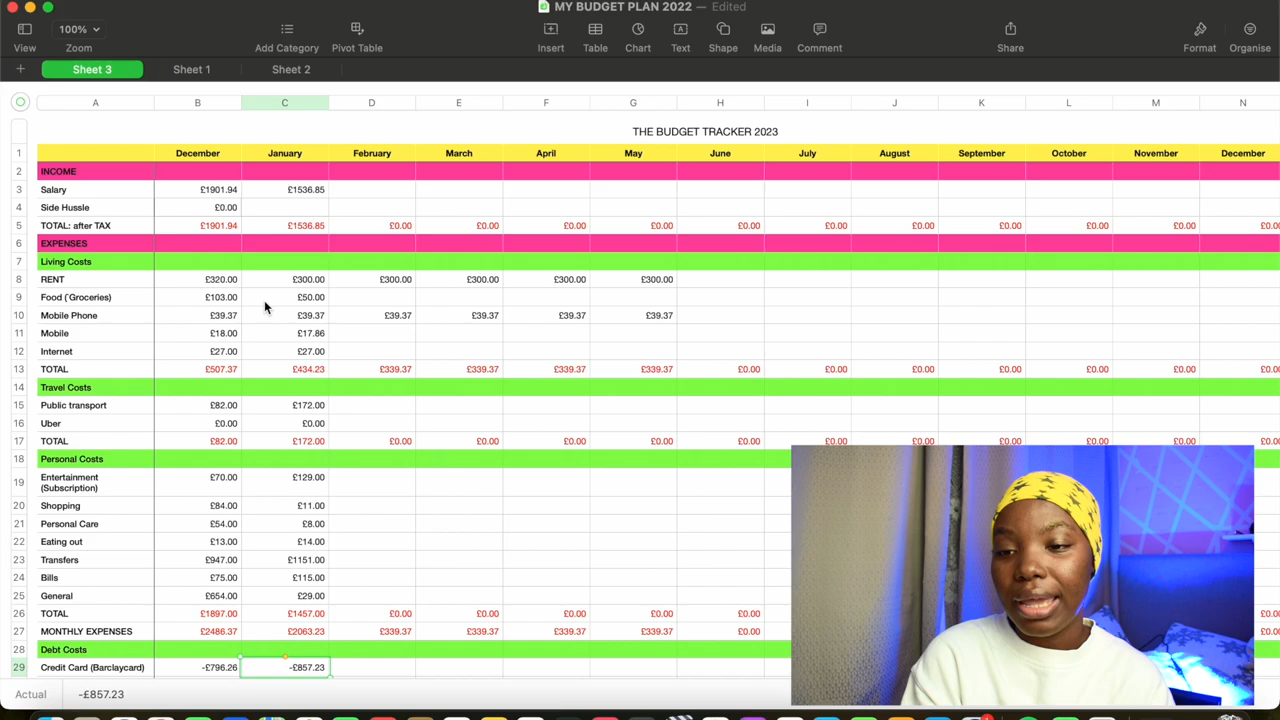 MY BUDGET PLAN 2022 — Edited
100%
View Zoom Add Category Pivot Table Insert Table Chart Text Shape Media Comment Share Format Organise
Sheet 3 Sheet 1 Sheet 2
A B C D E F G H I J K L M N
THE BUDGET TRACKER 2023
1 December January February March April May June July August September October November December
2 INCOME
3 Salary £1901.94 £1536.85
4 Side Hussle £0.00
5 TOTAL: after TAX £1901.94 £1536.85 £0.00 £0.00 £0.00 £0.00 £0.00 £0.00 £0.00 £0.00 £0.00 £0.00 £0.00
6 EXPENSES
7 Living Costs
8 RENT £320.00 £300.00 £300.00 £300.00 £300.00 £300.00
9 Food (`Groceries) £103.00 £50.00
10 Mobile Phone £39.37 £39.37 £39.37 £39.37 £39.37 £39.37
11 Mobile £18.00 £17.86
12 Internet £27.00 £27.00
13 TOTAL £507.37 £434.23 £339.37 £339.37 £339.37 £339.37 £0.00 £0.00 £0.00 £0.00 £0.00 £0.00 £0.00
14 Travel Costs
15 Public transport £82.00 £172.00
16 Uber £0.00 £0.00
17 TOTAL £82.00 £172.00 £0.00 £0.00 £0.00 £0.00 £0.00 £0.00 £0.00 £0.00 £0.00 £0.00 £0.00
18 Personal Costs
19 Entertainment (Subscription) £70.00 £129.00
20 Shopping £84.00 £11.00
21 Personal Care £54.00 £8.00
22 Eating out £13.00 £14.00
23 Transfers £947.00 £1151.00
24 Bills £75.00 £115.00
25 General £654.00 £29.00
26 TOTAL £1897.00 £1457.00 £0.00 £0.00 £0.00 £0.00 £0.00 £0.00
27 MONTHLY EXPENSES £2486.37 £2063.23 £339.37 £339.37 £339.37 £339.37 £0.00 £0.00
28 Debt Costs
29 Credit Card (Barclaycard) -£796.26 -£857.23
Actual -£857.23